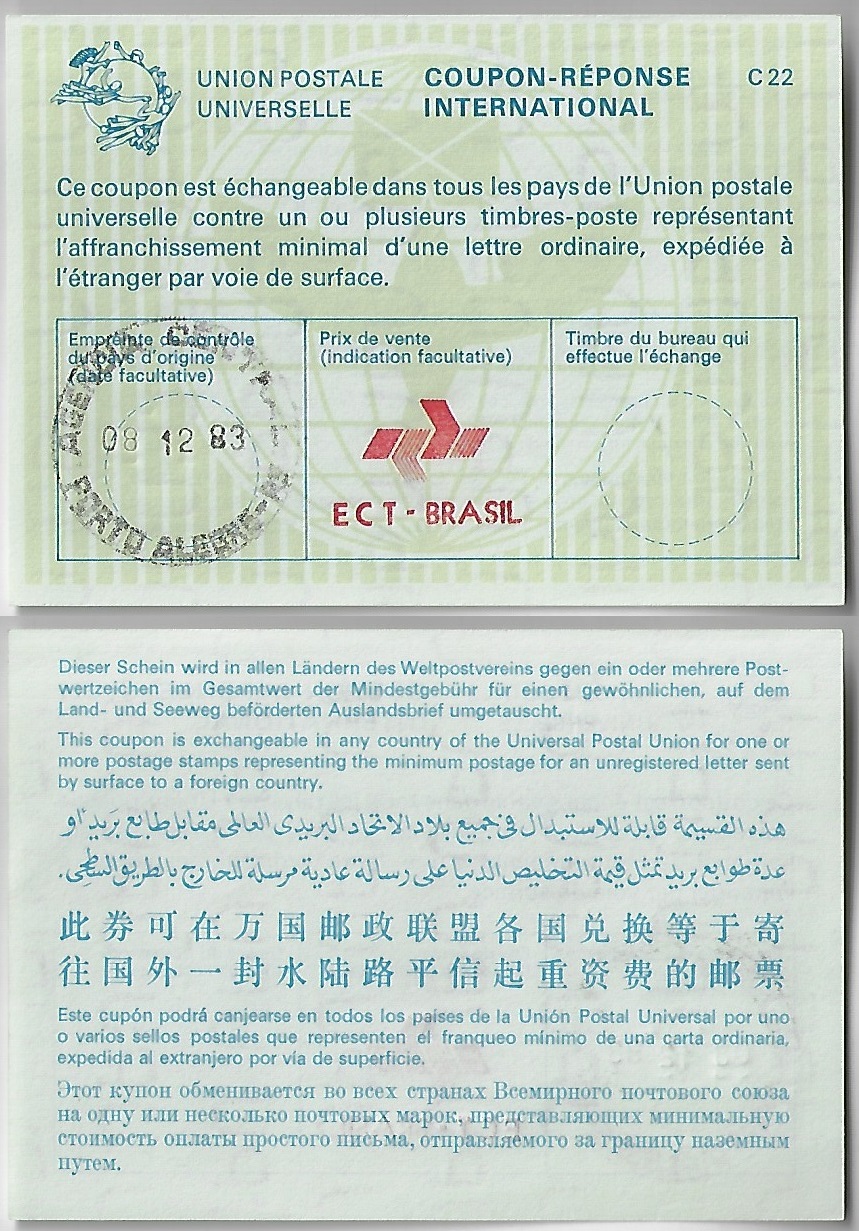 UNION POSTALE
UNIVERSELLE
COUPON-RÉPONSE
INTERNATIONAL
C 22
Ce coupon est échangeable dans tous les pays de l'Union postale
universelle contre un ou plusieurs timbres-poste représentant
l'affranchissement minimal d'une lettre ordinaire, expédiée à
l'étranger par voie de surface.
Empreinte de contrôle
du pays d'origine
(date facultative)
AGENCIA CENTRAL
08 12 83
PORTO ALEGRE-RS
Prix de vente
(indication facultative)
ECT - BRASIL
Timbre du bureau qui
effectue l'échange
Dieser Schein wird in allen Ländern des Weltpostvereins gegen ein oder mehrere Post-
wertzeichen im Gesamtwert der Mindestgebühr für einen gewöhnlichen, auf dem
Land- und Seeweg beförderten Auslandsbrief umgetauscht.
This coupon is exchangeable in any country of the Universal Postal Union for one or
more postage stamps representing the minimum postage for an unregistered letter sent
by surface to a foreign country.
هذه القسيمة قابلة للاستبدال في جميع بلاد الاتحاد البريدى العالمى مقابل طابع بريد أو
عدة طوابع بريد تمثل قيمة التخليص الدنيا على رسالة عادية مرسلة للخارج بالطريق السطحى.
此券可在万国邮政联盟各国兑换等于寄
往国外一封水陆路平信起重资费的邮票
Este cupón podrá canjearse en todos los países de la Unión Postal Universal por uno
o varios sellos postales que representen el franqueo mínimo de una carta ordinaria,
expedida al extranjero por vía de superficie.
Этот купон обменивается во всех странах Всемирного почтового союза
на одну или несколько почтовых марок, представляющих минимальную
стоимость оплаты простого письма, отправляемого за границу наземным
путем.